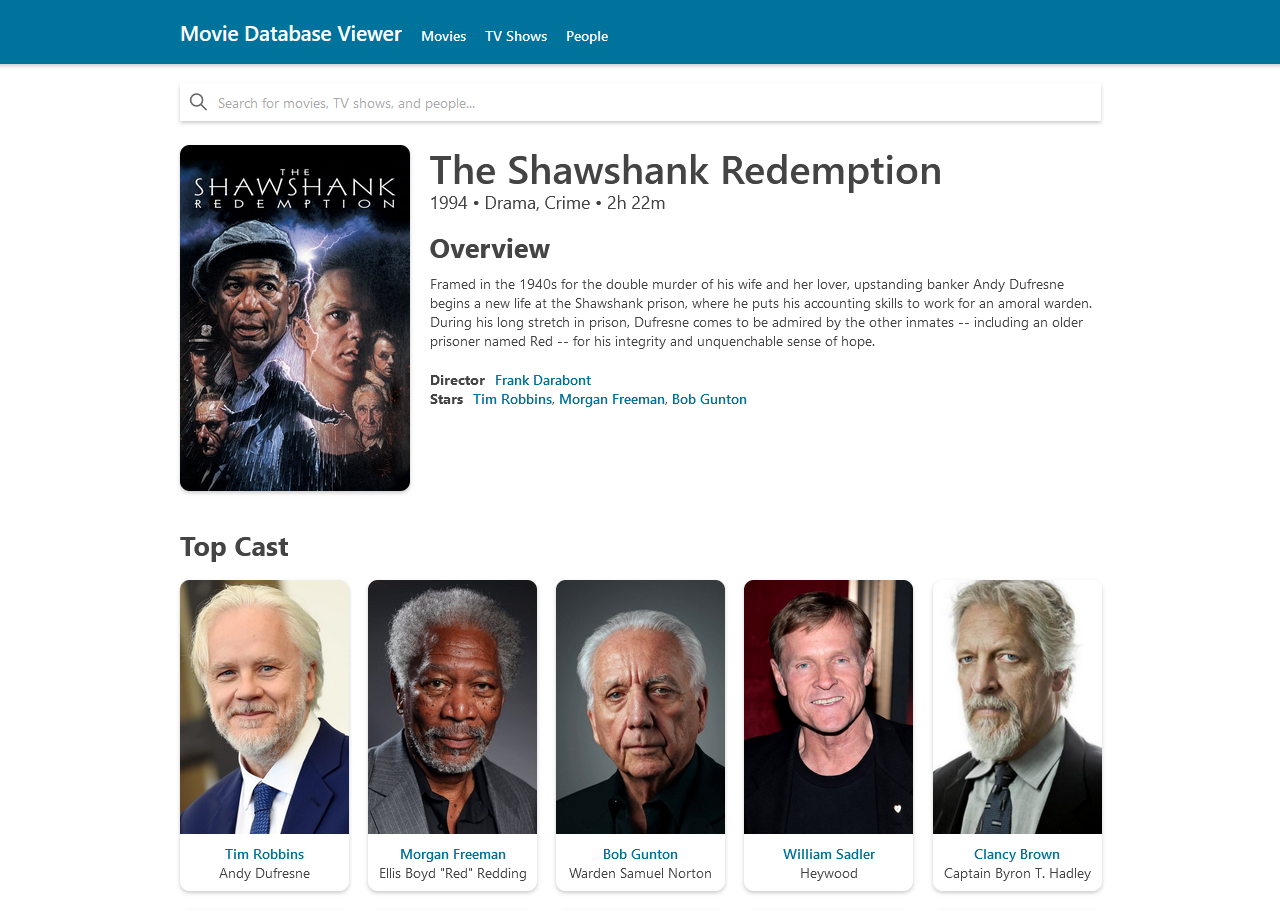 Movie Database Viewer Movies TV Shows People
Search for movies, TV shows, and people...
THE
SHAWSHANK
REDEMPTION
The Shawshank Redemption
1994 • Drama, Crime • 2h 22m
Overview
Framed in the 1940s for the double murder of his wife and her lover, upstanding banker Andy Dufresne
begins a new life at the Shawshank prison, where he puts his accounting skills to work for an amoral warden.
During his long stretch in prison, Dufresne comes to be admired by the other inmates -- including an older
prisoner named Red -- for his integrity and unquenchable sense of hope.
Director Frank Darabont
Stars Tim Robbins, Morgan Freeman, Bob Gunton
Top Cast
Tim Robbins
Andy Dufresne
Morgan Freeman
Ellis Boyd "Red" Redding
Bob Gunton
Warden Samuel Norton
William Sadler
Heywood
Clancy Brown
Captain Byron T. Hadley